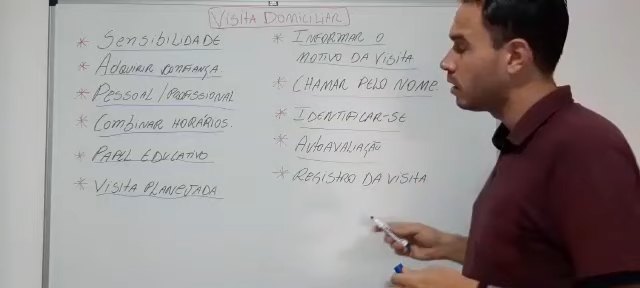 VISITA DOMICILIAR
* SENSIBILIDADE
* ADQUIRIR CONFIANÇA
* PESSOAL/PROFISSIONAL
* COMBINAR HORÁRIOS.
* PAPEL EDUCATIVO
* VISITA PLANEJADA
* INFORMAR O
MOTIVO DA VISITA
* CHAMAR PELO NOME
* IDENTIFICAR-SE
* AUTOAVALIAÇÃO
* REGISTRO DA VISITA